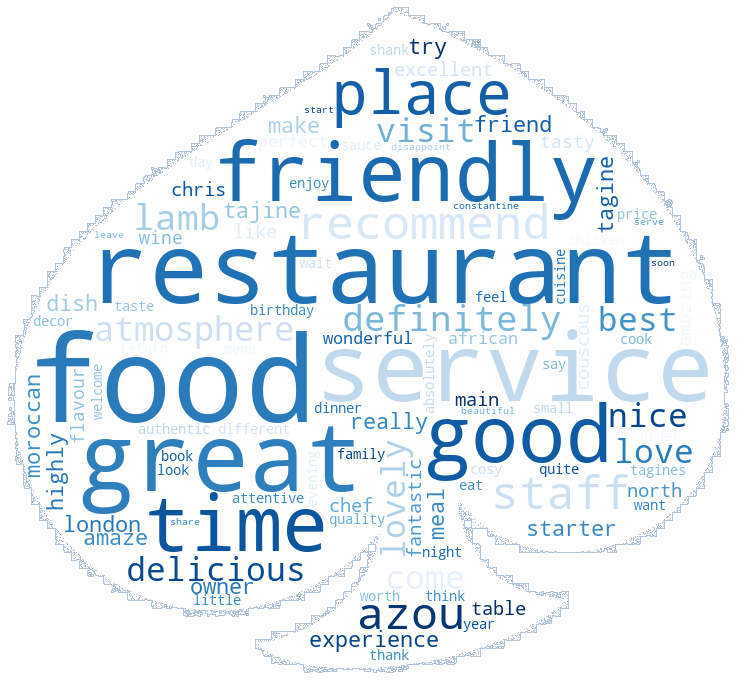 shank try
excellent
start place
make visit friend
perfect sauce disappoint tasty
day friendly
chris enjoy tagine
constantine
lamb tajine recommend price
leave wine like serve
chicken
restaurant
wait cuisine soon
dish taste feel amazing
decor birthday
atmosphere definitely best
wonderful african cook
return menu couscous
food service say
absolutely
moroccan flavour welcome dinner main small nice
beautiful
authentic different really good
great love
highly book family cosy quite
look evening lovely tagines
attentive fantastic eat staff north
time chef meal want
london quality starter
amaze night
delicious
share
owner come
little worth think
azou table
year
experience
thank